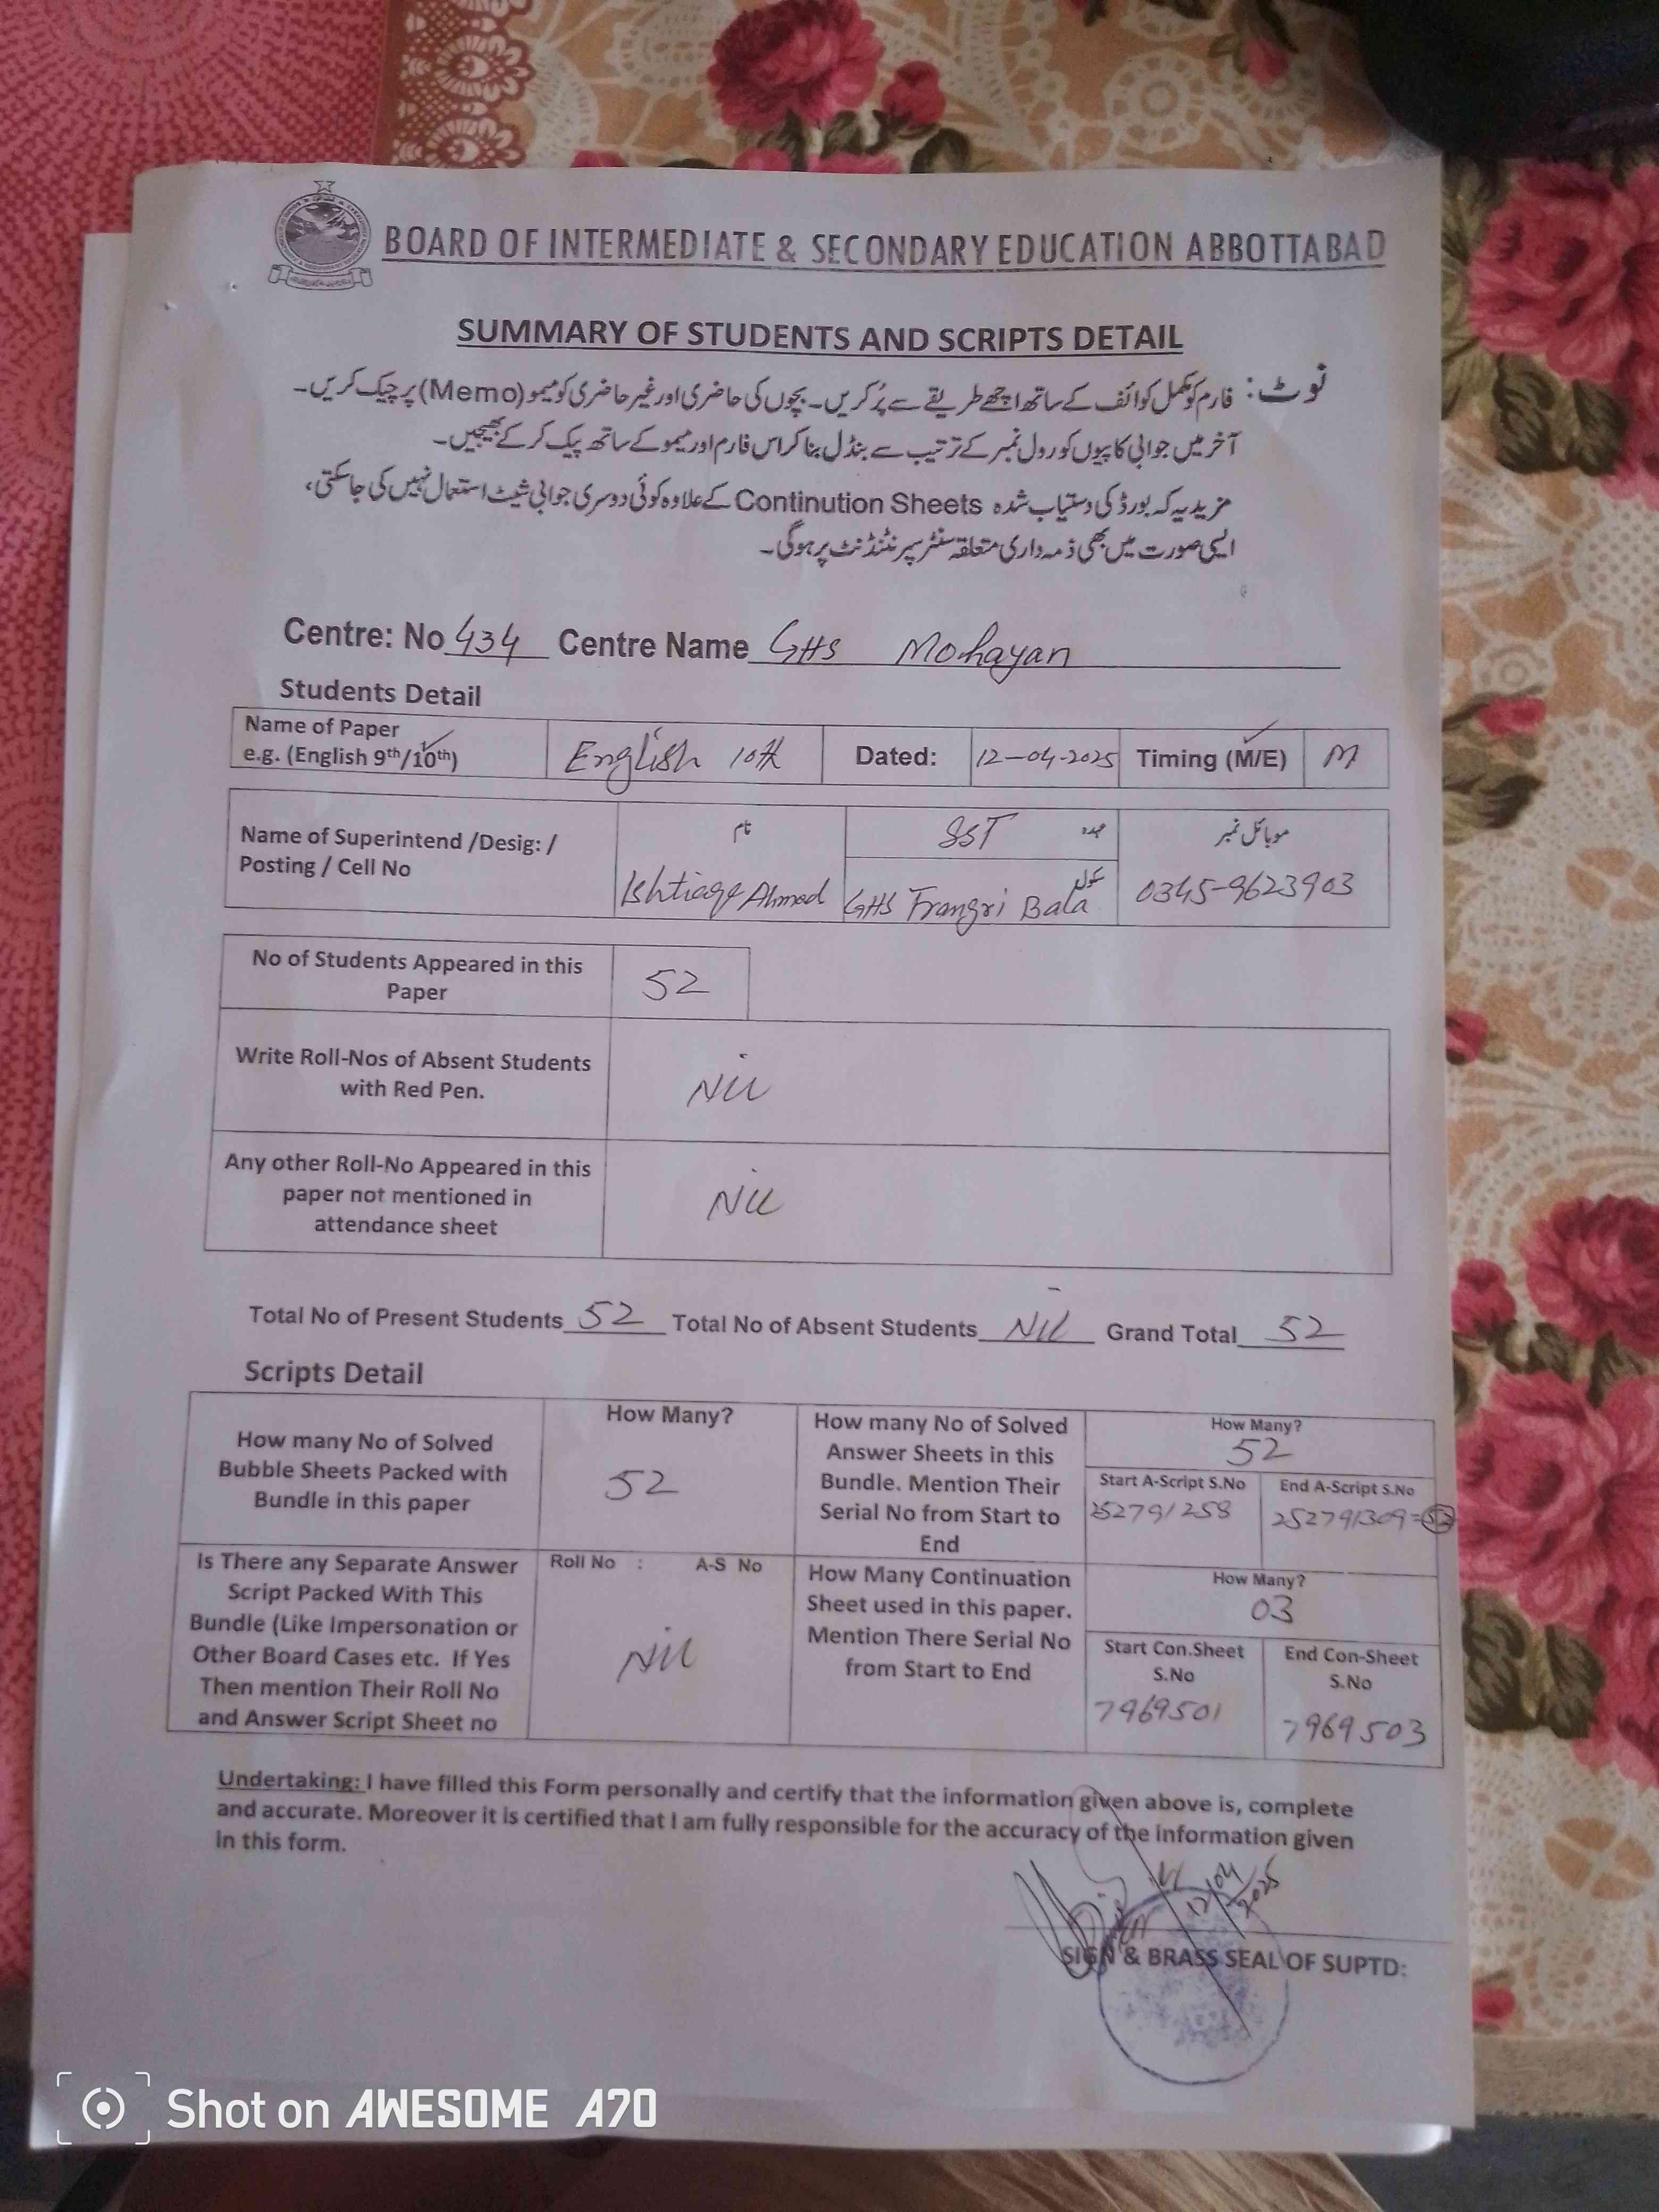 BOARD OF INTERMEDIATE & SECONDARY EDUCATION ABBOTTABAD
SUMMARY OF STUDENTS AND SCRIPTS DETAIL
نوٹ: فارم کو مکمل کوائف کے ساتھ اچھے طریقے سے پُر کریں۔ بچوں کی حاضری اور غیر حاضری کو میمو (Memo) پر چیک کریں۔
آخر میں جوابی کاپیوں کو رول نمبر کے ترتیب سے بنڈل بنا کر اس فارم اور میمو کے ساتھ پیک کر کے بھیجیں۔
مزید یہ کہ بورڈ کی دستیاب شدہ Continution Sheets کے علاوہ کوئی دوسری جوابی شیٹ استعمال نہیں کی جاسکتی،
ایسی صورت میں بھی ذمہ داری متعلقہ سنٹر سپرنٹنڈنٹ پر ہوگی۔
Centre: No 434 Centre Name GHS Mohayan
Students Detail
Name of Paper
e.g. (English 9th/10th)
English 10th
Dated:
12-04-2025
Timing (M/E)
M
Name of Superintend /Desig: /
Posting / Cell No
نام
Ishtiaqe Ahmed
SST عہدہ
سکول
GHS Frangri Bala
موبائل نمبر
0345-9623903
No of Students Appeared in this
Paper
52
Write Roll-Nos of Absent Students
with Red Pen.
Nil
Any other Roll-No Appeared in this
paper not mentioned in
attendance sheet
Nil
Total No of Present Students 52 Total No of Absent Students Nil Grand Total 52
Scripts Detail
How many No of Solved
Bubble Sheets Packed with
Bundle in this paper
How Many?
52
How many No of Solved
Answer Sheets in this
Bundle. Mention Their
Serial No from Start to
End
How Many?
52
Start A-Script S.No
252791258
End A-Script S.No
252791309=52
Is There any Separate Answer
Script Packed With This
Bundle (Like Impersonation or
Other Board Cases etc. If Yes
Then mention Their Roll No
and Answer Script Sheet no
Roll No : A-S No
Nil
How Many Continuation
Sheet used in this paper.
Mention There Serial No
from Start to End
How Many?
03
Start Con.Sheet
S.No
7969501
End Con-Sheet
S.No
7969503
Undertaking: I have filled this Form personally and certify that the information given above is, complete
and accurate. Moreover it is certified that I am fully responsible for the accuracy of the information given
in this form.
12/04/2025
SIGN & BRASS SEAL OF SUPTD:
Shot on AWESOME A70